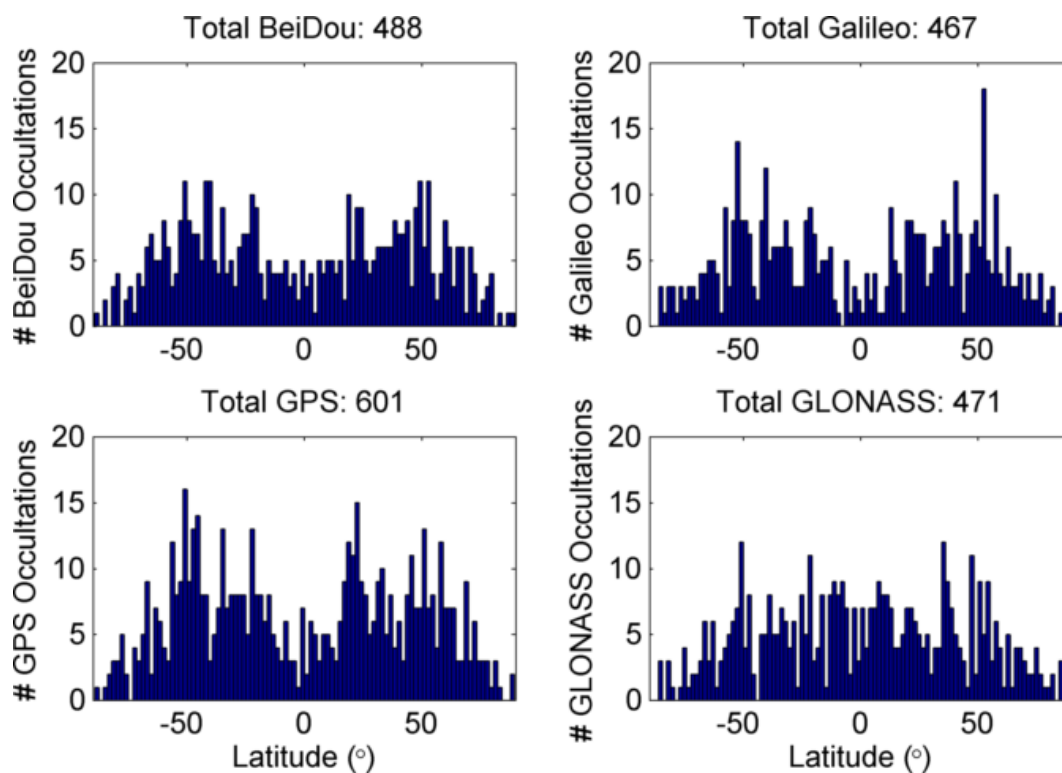 Total BeiDou: 488
# BeiDou Occultations
20
15
10
5
0
-50 0 50
Total Galileo: 467
# Galileo Occultations
20
15
10
5
0
-50 0 50
Total GPS: 601
# GPS Occultations
20
15
10
5
0
-50 0 50
Latitude (°)
Total GLONASS: 471
# GLONASS Occultations
20
15
10
5
0
-50 0 50
Latitude (°)